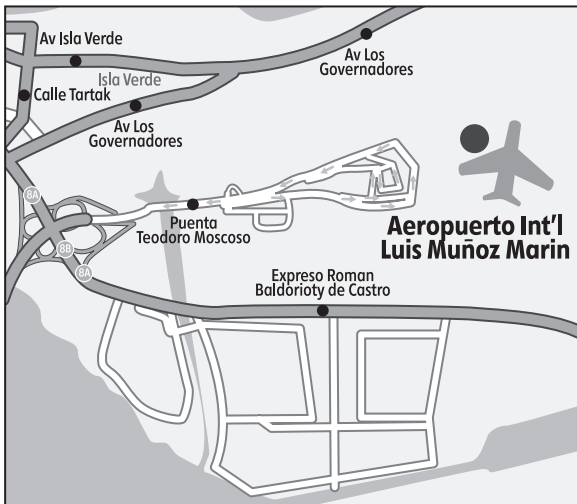 Av Isla Verde
Av Los
Governadores
Isla Verde
Calle Tartak
Av Los
Governadores
8A
Puenta
Teodoro Moscoso
Aeropuerto Int'l
Luis Muñoz Marin
8B
8A
Expreso Roman
Baldorioty de Castro